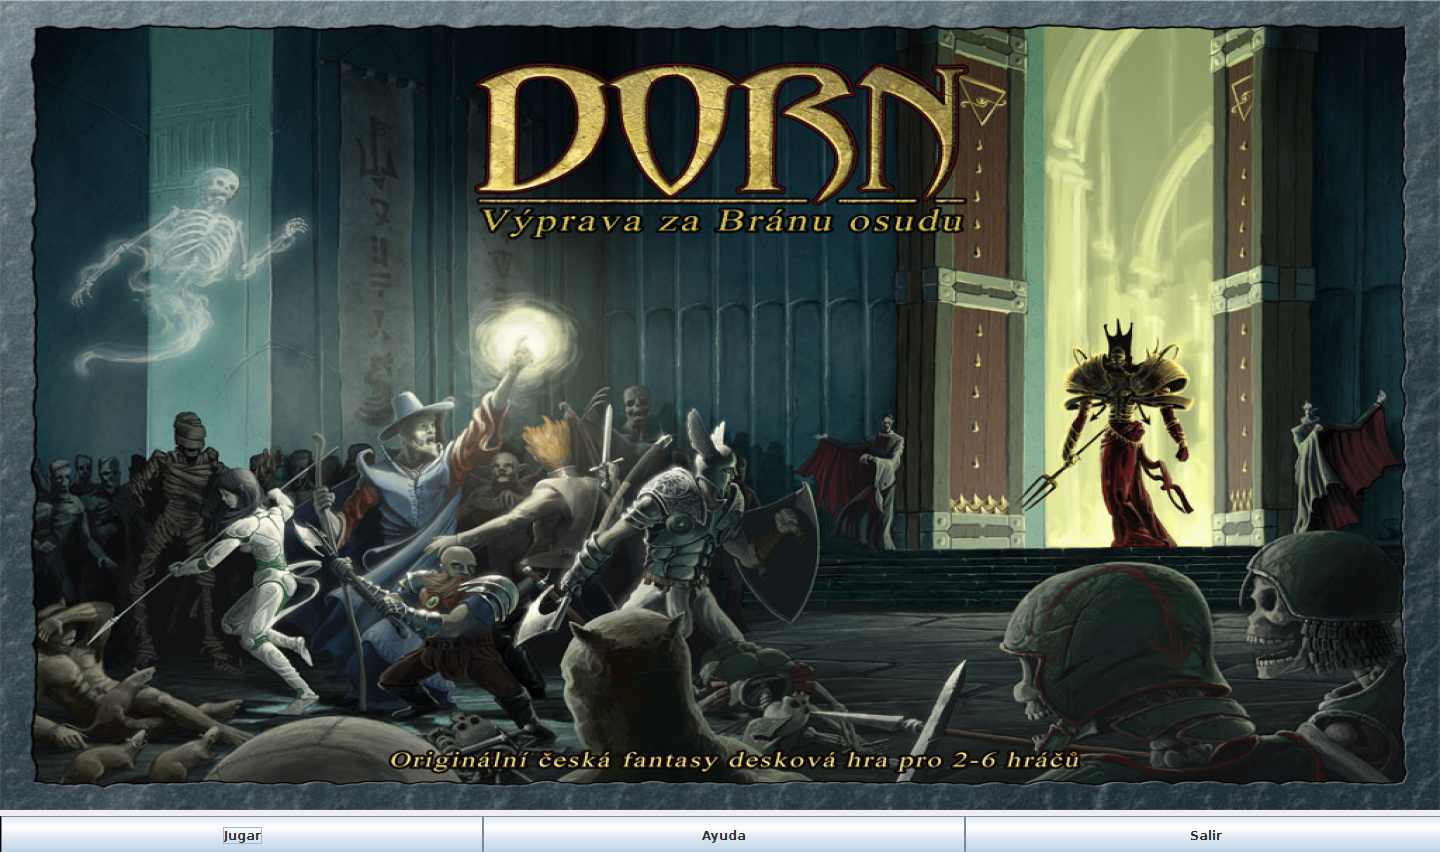 DORN
Výprava za Bránu osudu
Originální česká fantasy desková hra pro 2-6 hráčů
Jugar
Ayuda
Salir